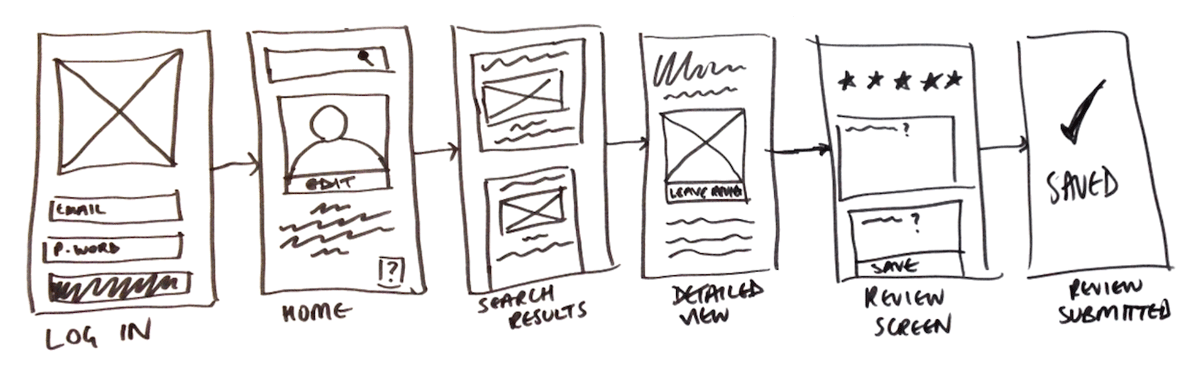 EMAIL
P.WORD
LOG IN
EDIT
?
HOME
SEARCH
RESULTS
LEAVE REVIEW
DETAILED
VIEW
?
?
SAVE
REVIEW
SCREEN
SAVED
REVIEW
SUBMITTED